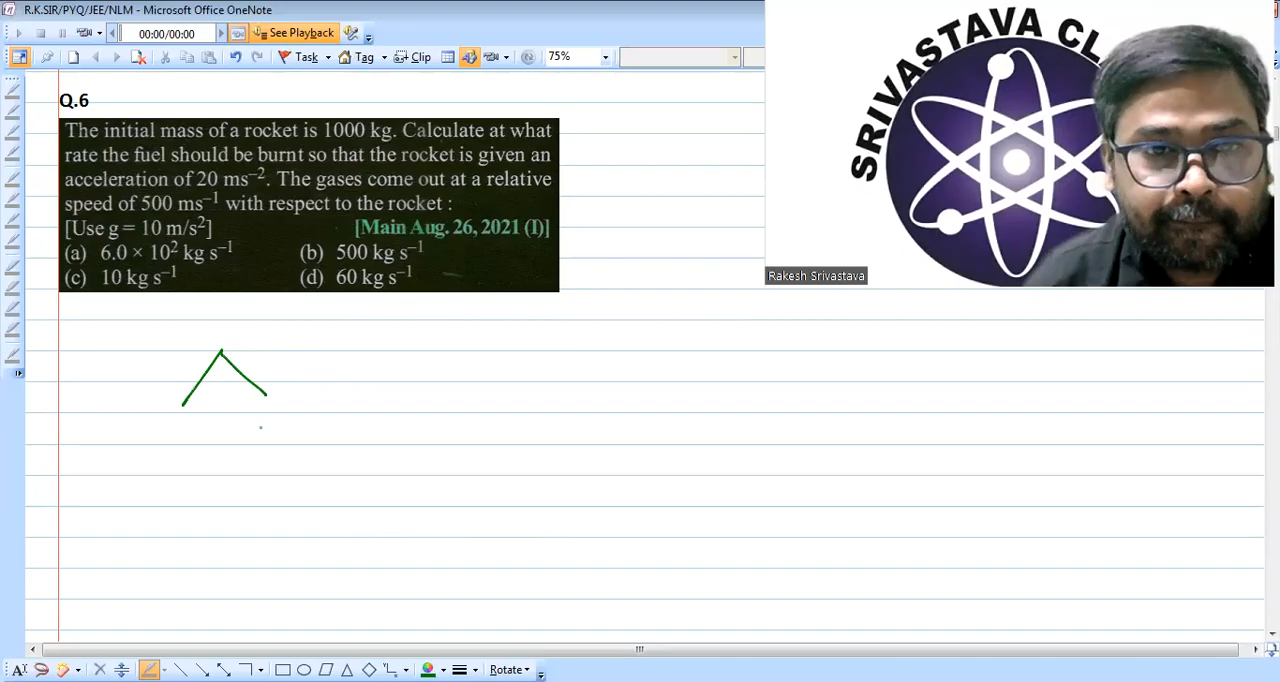 R.K.SIR/PYQ/JEE/NLM - Microsoft Office OneNote
00:00/00:00 See Playback
Task Tag Clip 75%
SRIVASTAVA CL
Q.6
The initial mass of a rocket is 1000 kg. Calculate at what
rate the fuel should be burnt so that the rocket is given an
acceleration of 20 ms⁻². The gases come out at a relative
speed of 500 ms⁻¹ with respect to the rocket :
[Use g = 10 m/s²] [Main Aug. 26, 2021 (I)]
(a) 6.0 × 10² kg s⁻¹ (b) 500 kg s⁻¹
(c) 10 kg s⁻¹ (d) 60 kg s⁻¹
Rakesh Srivastava
Rotate